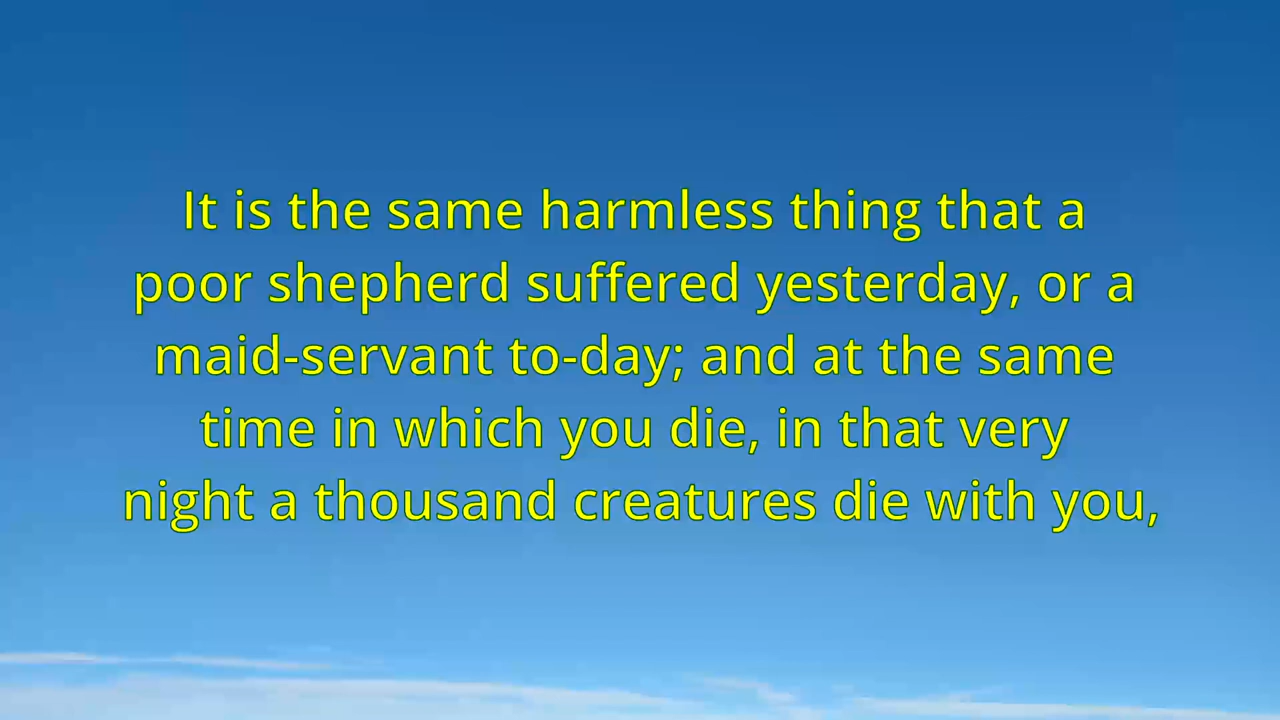 It is the same harmless thing that a
poor shepherd suffered yesterday, or a
maid-servant to-day; and at the same
time in which you die, in that very
night a thousand creatures die with you,